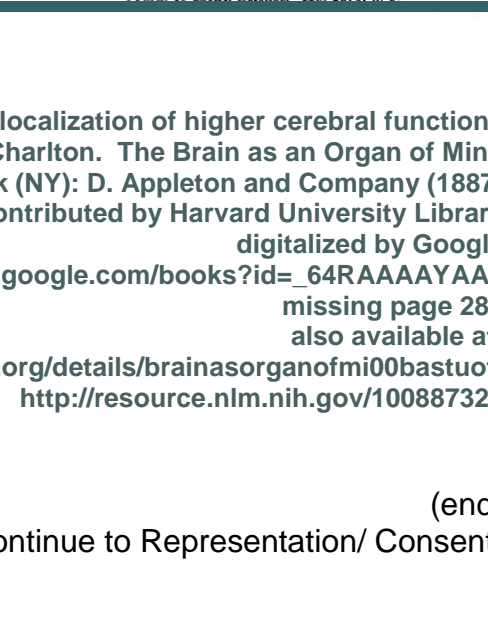 localization of higher cerebral function
Charlton. The Brain as an Organ of Min
k (NY): D. Appleton and Company (1887
ontributed by Harvard University Librar
digitalized by Googl
google.com/books?id=_64RAAAAYAA
missing page 28
also available a
.org/details/brainasorganofmi00bastuo
http://resource.nlm.nih.gov/10088732
(enc
ontinue to Representation/ Consent